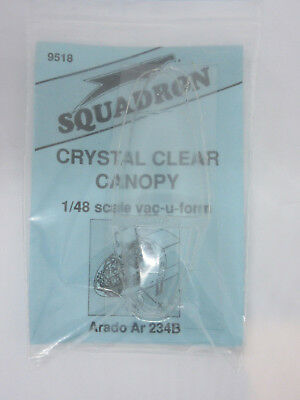 9518
SQUADRON
CRYSTAL CLEAR
CANOPY
1/48 scale vac-u-form
Arado Ar 234B